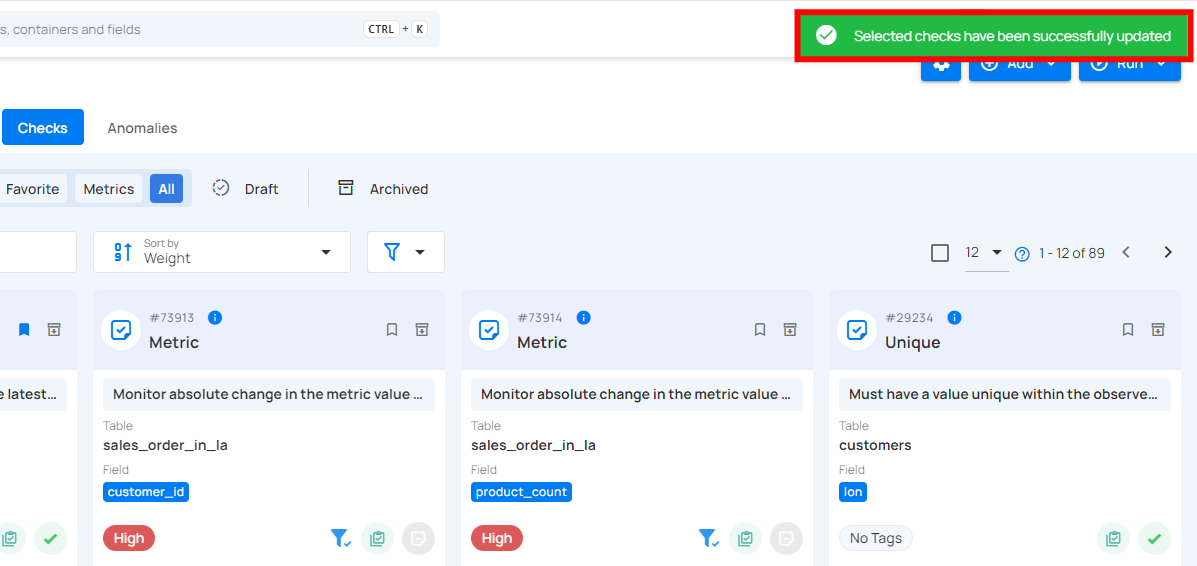 s, containers and fields
CTRL + K
Selected checks have been successfully updated
Add
Run
Checks
Anomalies
Favorite
Metrics
All
Draft
Archived
Sort by
Weight
12
1 - 12 of 89
e latest...
#73913
Metric
Monitor absolute change in the metric value ...
Table
sales_order_in_la
Field
customer_id
High
#73914
Metric
Monitor absolute change in the metric value ...
Table
sales_order_in_la
Field
product_count
High
#29234
Unique
Must have a value unique within the observe...
Table
customers
Field
lon
No Tags